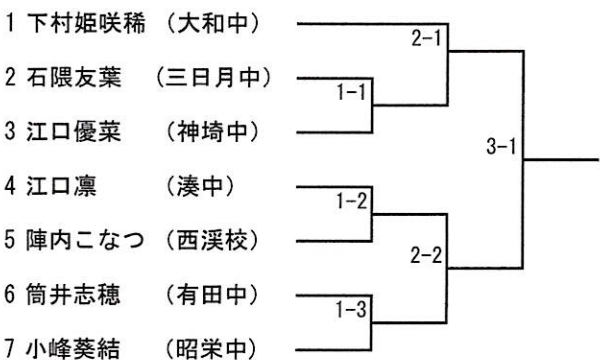 1 下村姫咲稀 （大和中）
2 石隈友葉 （三日月中）
3 江口優菜 （神埼中）
4 江口凛 （湊中）
5 陣内こなつ （西渓校）
6 筒井志穂 （有田中）
7 小峰葵結 （昭栄中）
2-1
1-1
3-1
1-2
2-2
1-3